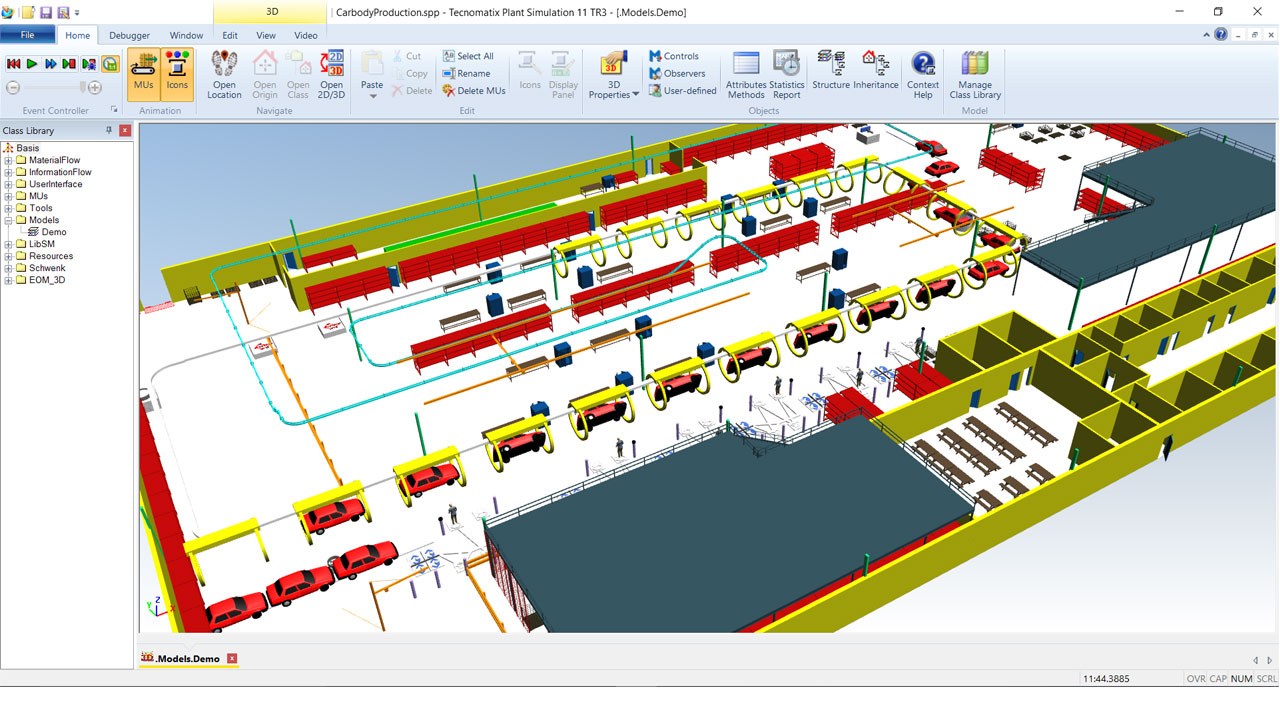 3D
CarbodyProduction.spp - Tecnomatix Plant Simulation 11 TR3 - [.Models.Demo]
File Home Debugger Window Edit View Video
MUs Icons Open Location Open Origin Open Class Open 2D/3D Paste Cut Copy Delete Select All Rename Delete MUs Icons Display Panel 3D Properties Controls Observers User-defined Attributes Methods Statistics Report Structure Inheritance Context Help Manage Class Library
Event Controller Animation Navigate Edit Objects Model
Class Library
Basis
MaterialFlow
InformationFlow
UserInterface
MUs
Tools
Models
Demo
LibSM
Resources
Schwenk
EOM_3D
Z
Y X
3D .Models.Demo
11:44.3885 OVR CAP NUM SCRL